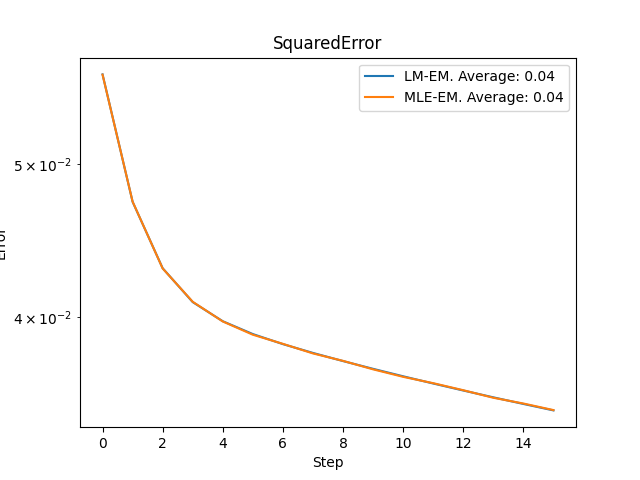 SquaredError
LM-EM. Average: 0.04
MLE-EM. Average: 0.04
5 × 10⁻²
4 × 10⁻²
Error
0 2 4 6 8 10 12 14
Step